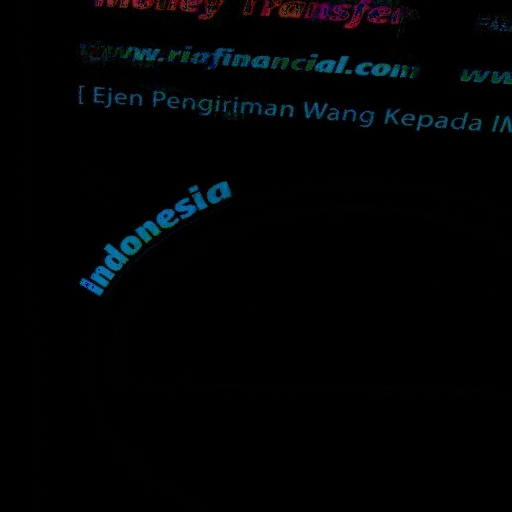 Money Transfer
www.riafinancial.com
[ Ejen Pengiriman Wang Kepada
Indonesia